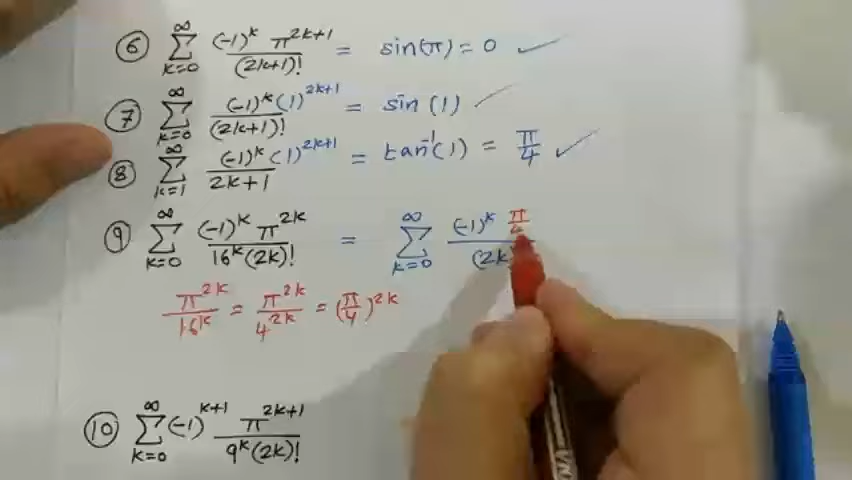 ⑥ ∞ Σ k=0 (-1)^k π^{2k+1} / (2k+1)! = sin(π) = 0 ✓
⑦ ∞ Σ k=0 (-1)^k (1)^{2k+1} / (2k+1)! = sin (1) ✓
⑧ ∞ Σ k=1 (-1)^k (1)^{2k+1} / 2k+1 = tan^{-1}(1) = π/4 ✓
⑨ ∞ Σ k=0 (-1)^k π^{2k} / 16^k (2k)! = ∞ Σ k=0 (-1)^k π/4 / (2k)
π^{2k} / 16^k = π^{2k} / 4^{2k} = (π/4)^{2k}
⑩ ∞ Σ k=0 (-1)^{k+1} π^{2k+1} / 9^k (2k)!